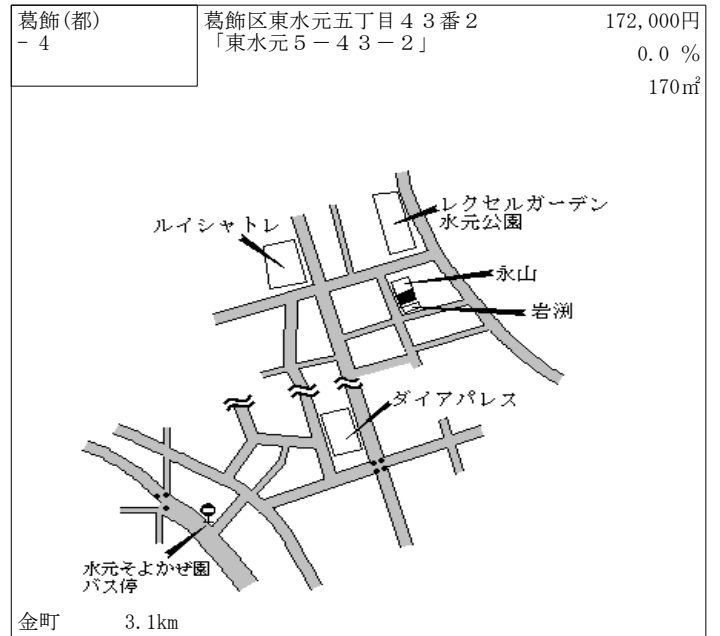 葛飾(都)
- 4
葛飾区東水元五丁目４３番２
「東水元５－４３－２」
172,000円
0.0 %
170㎡
ルイシャトレ
レクセルガーデン
水元公園
永山
岩渕
ダイアパレス
水元そよかぜ園
バス停
金町 3.1km